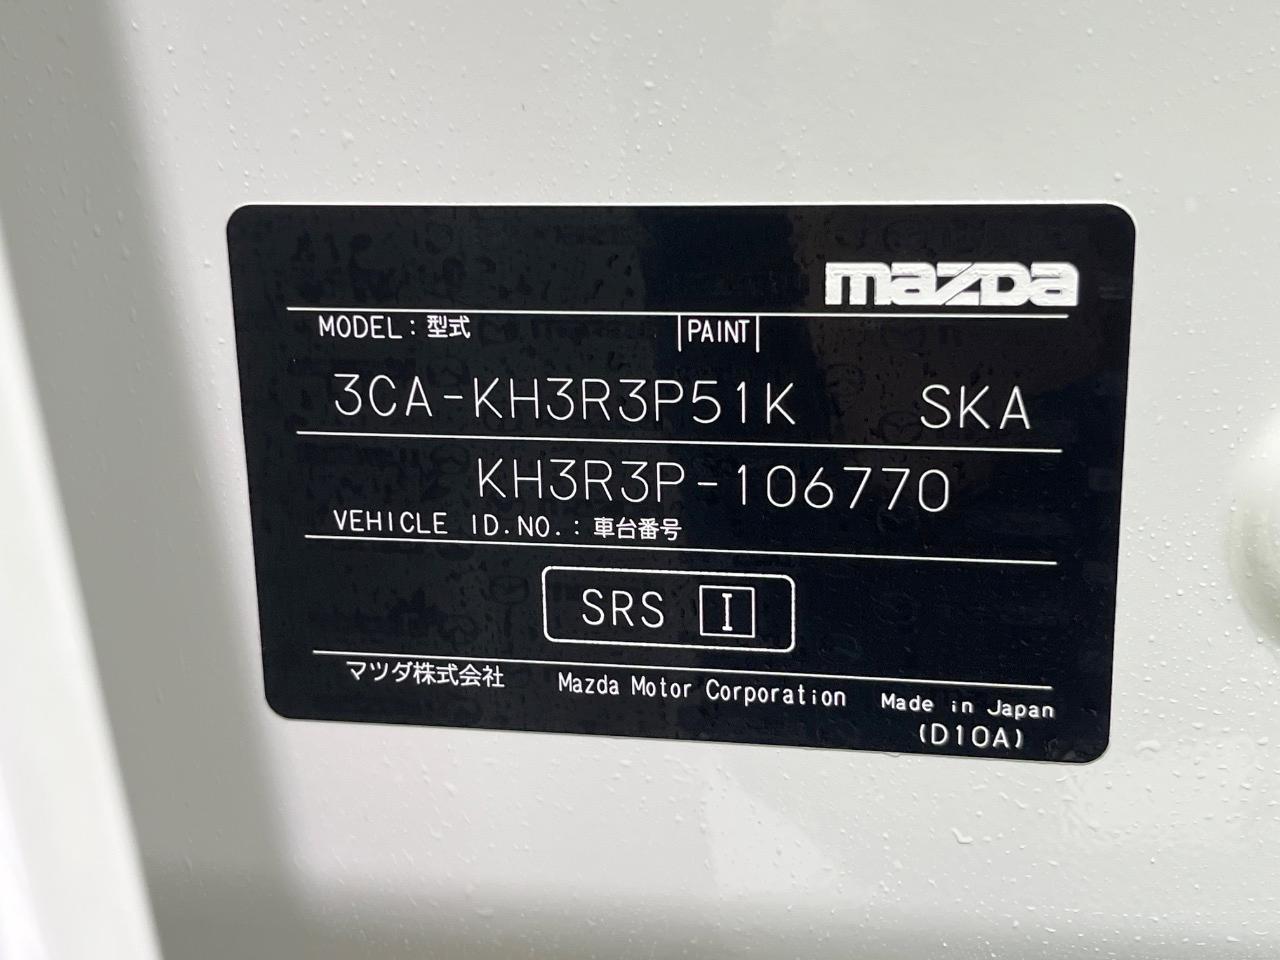 mazda
MODEL：型式 PAINT
3CA-KH3R3P51K SKA
KH3R3P-106770
VEHICLE ID.NO.：車台番号
SRS I
マツダ株式会社 Mazda Motor Corporation Made in Japan
(D10A)